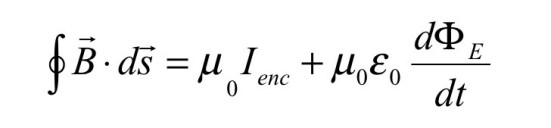 ∮ B⃗ · ds⃗ = μ₀I_enc + μ₀ε₀ dΦ_E/dt